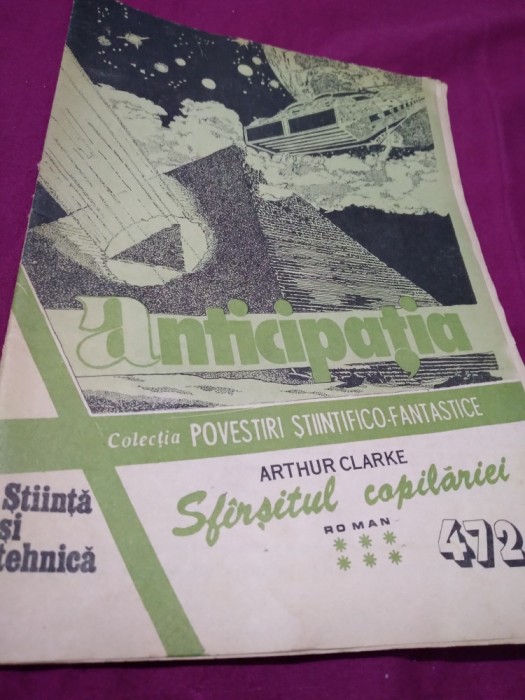 Anticipația
Colecția POVESTIRI ȘTIINTIFICO-FANTASTICE
ARTHUR CLARKE
Sfîrșitul copilăriei
ROMAN
***
***
472
Știință
și
tehnică